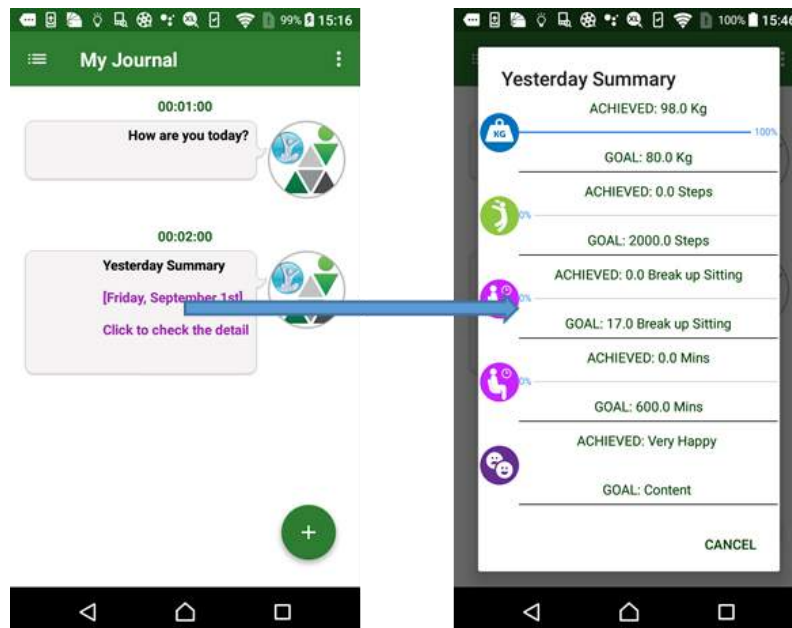 99% 15:16
My Journal
00:01:00
How are you today?
00:02:00
Yesterday Summary
[Friday, September 1st]
Click to check the detail
+
100% 15:46
Yesterday Summary
ACHIEVED: 98.0 Kg
KG
100%
GOAL: 80.0 Kg
ACHIEVED: 0.0 Steps
0%
GOAL: 2000.0 Steps
ACHIEVED: 0.0 Break up Sitting
0%
GOAL: 17.0 Break up Sitting
ACHIEVED: 0.0 Mins
0%
GOAL: 600.0 Mins
ACHIEVED: Very Happy
GOAL: Content
CANCEL